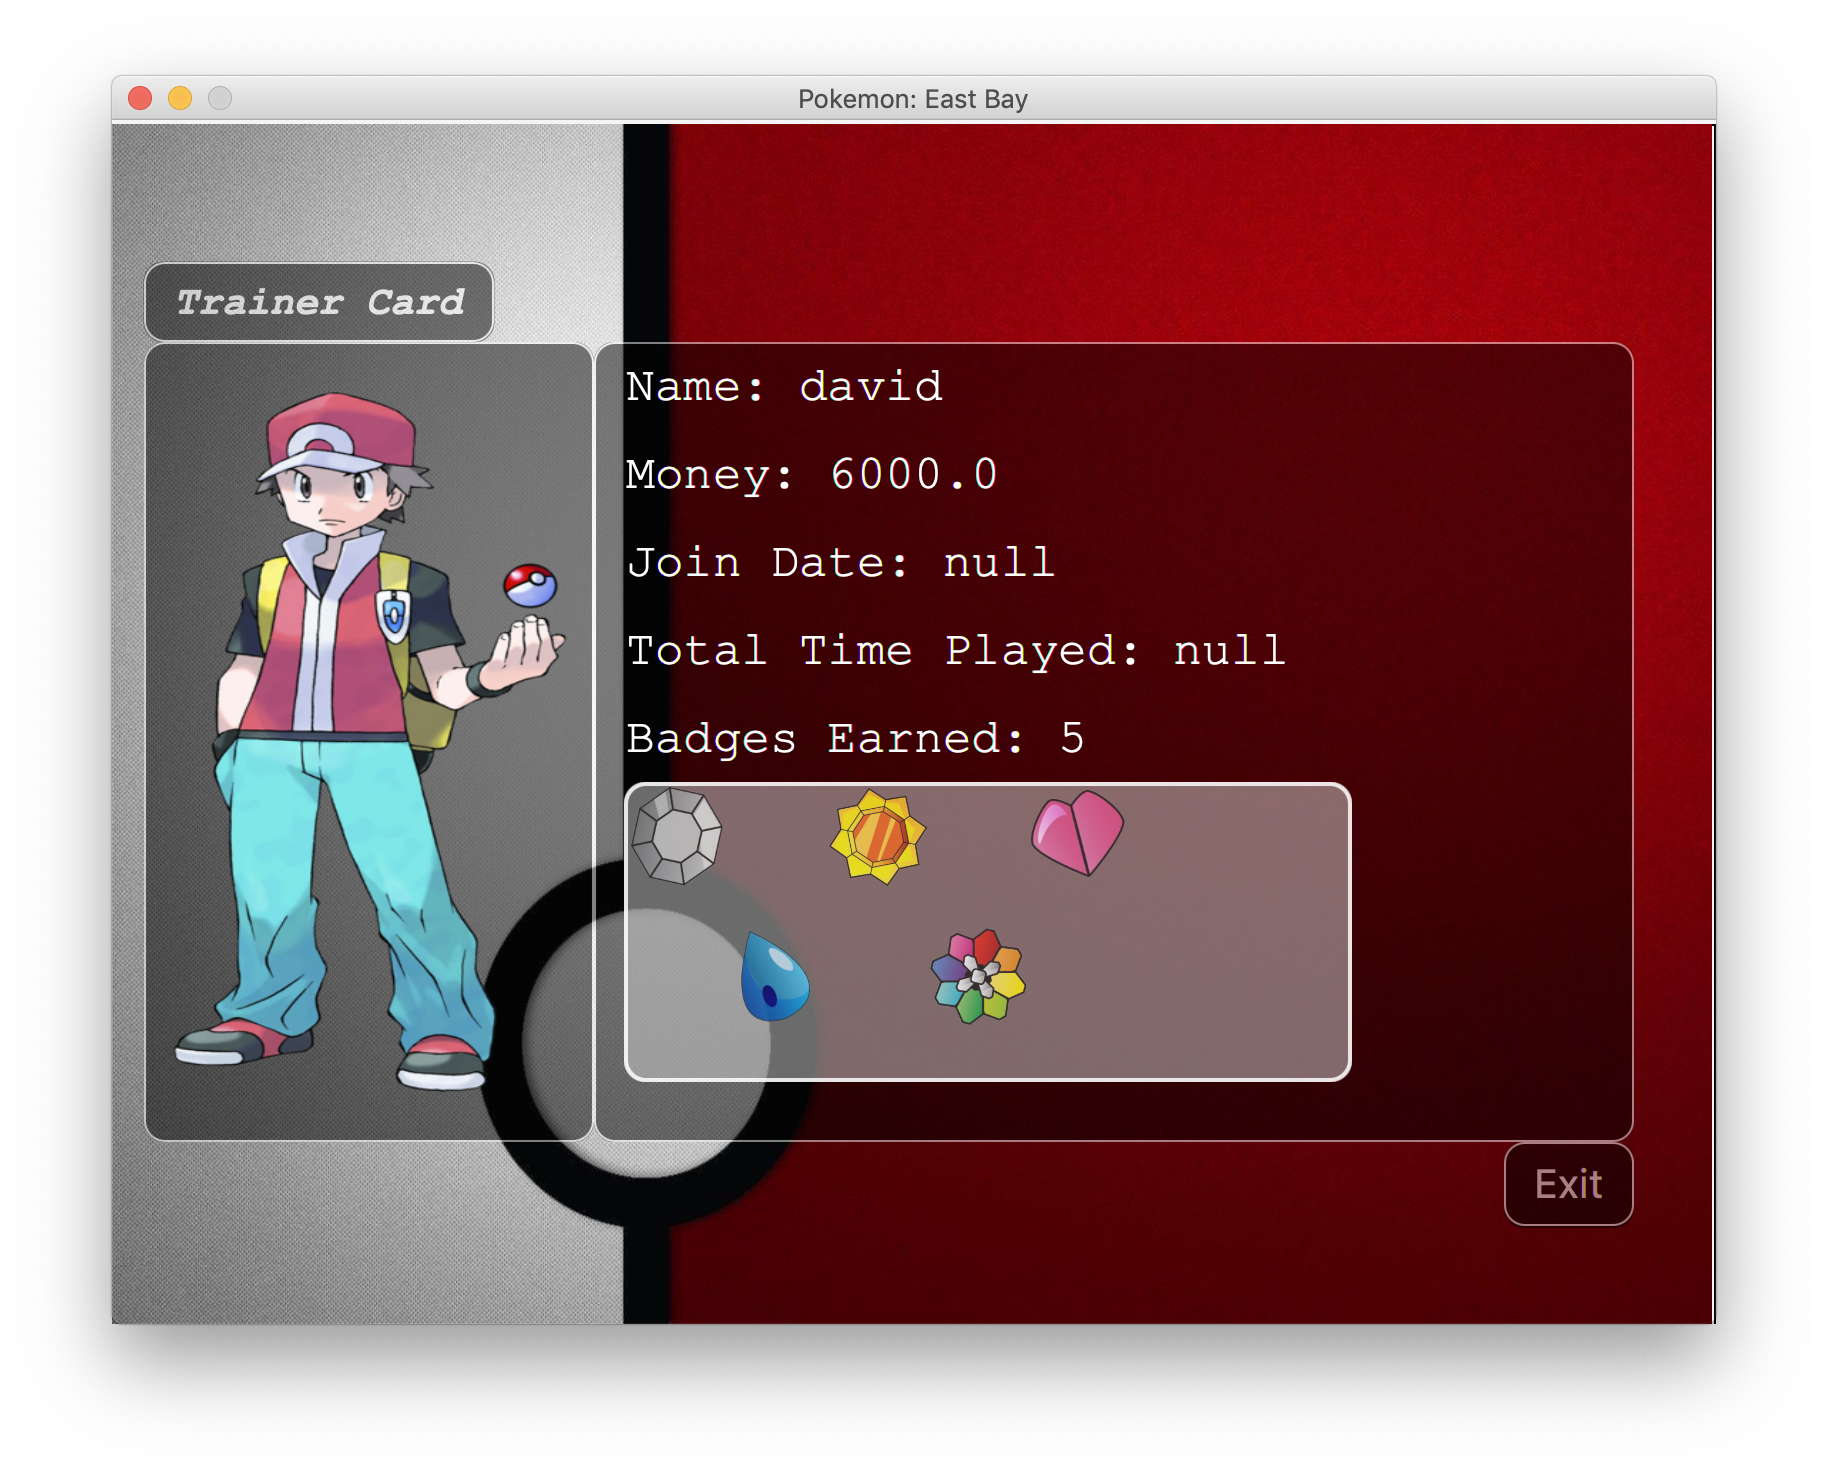 Pokemon: East Bay
Trainer Card
Name: david
Money: 6000.0
Join Date: null
Total Time Played: null
Badges Earned: 5
Exit